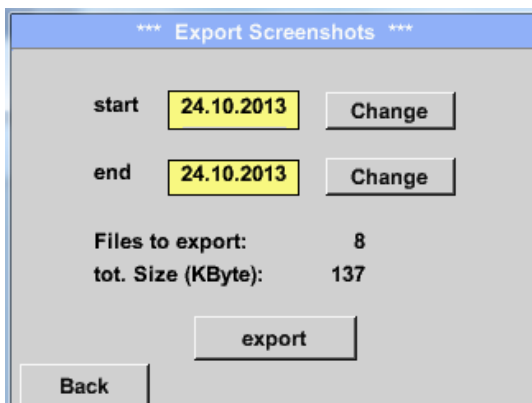 *** Export Screenshots ***
start 24.10.2013 Change
end 24.10.2013 Change
Files to export: 8
tot. Size (KByte): 137
export
Back